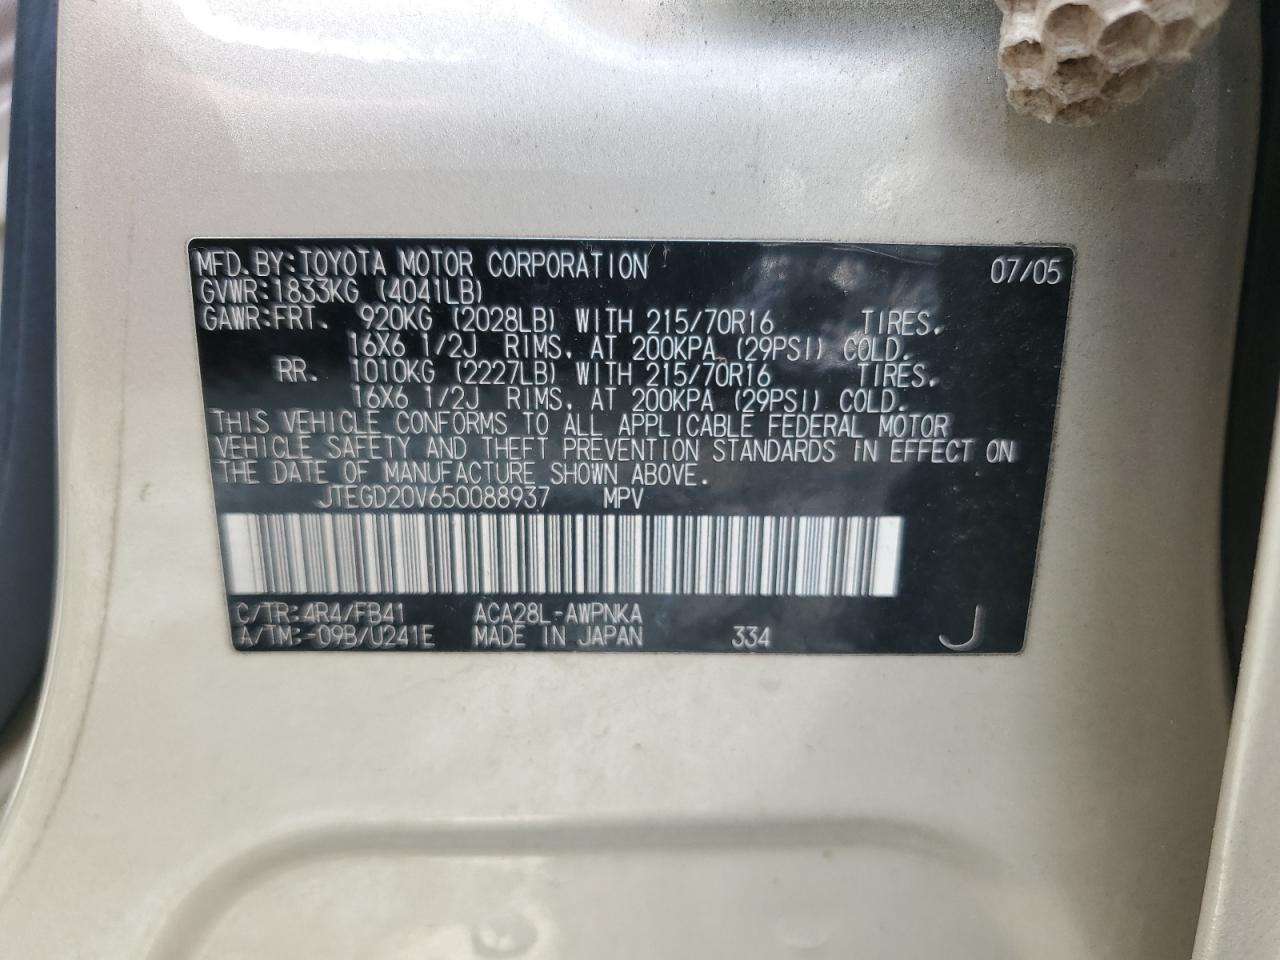 MFD.BY:TOYOTA MOTOR CORPORATION 07/05
GVWR:1833KG (4041LB)
GAWR:FRT. 920KG (2028LB) WITH 215/70R16 TIRES,
16X6 1/2J RIMS, AT 200KPA (29PSI) COLD.
RR. 1010KG (2227LB) WITH 215/70R16 TIRES,
16X6 1/2J RIMS, AT 200KPA (29PSI) COLD.
THIS VEHICLE CONFORMS TO ALL APPLICABLE FEDERAL MOTOR
VEHICLE SAFETY AND THEFT PREVENTION STANDARDS IN EFFECT ON
THE DATE OF MANUFACTURE SHOWN ABOVE.
JTEGD20V650088937 MPV
C/TR:4R4/FB41 ACA28L-AWPNKA
A/TM:-09B/U241E MADE IN JAPAN 334 J